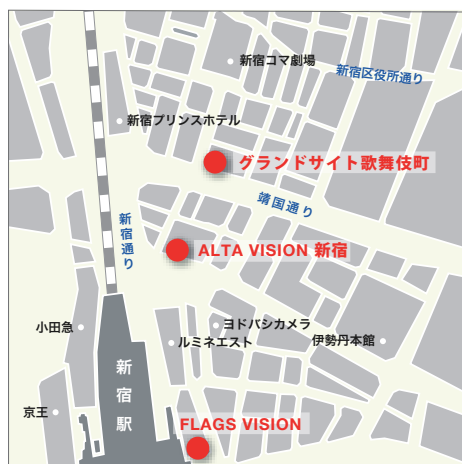 新宿コマ劇場
新宿区役所通り
新宿プリンスホテル
グランドサイト歌舞伎町
靖国通り
新宿通り
ALTA VISION 新宿
小田急
ヨドバシカメラ
ルミネエスト
伊勢丹本館
新宿駅
京王
FLAGS VISION